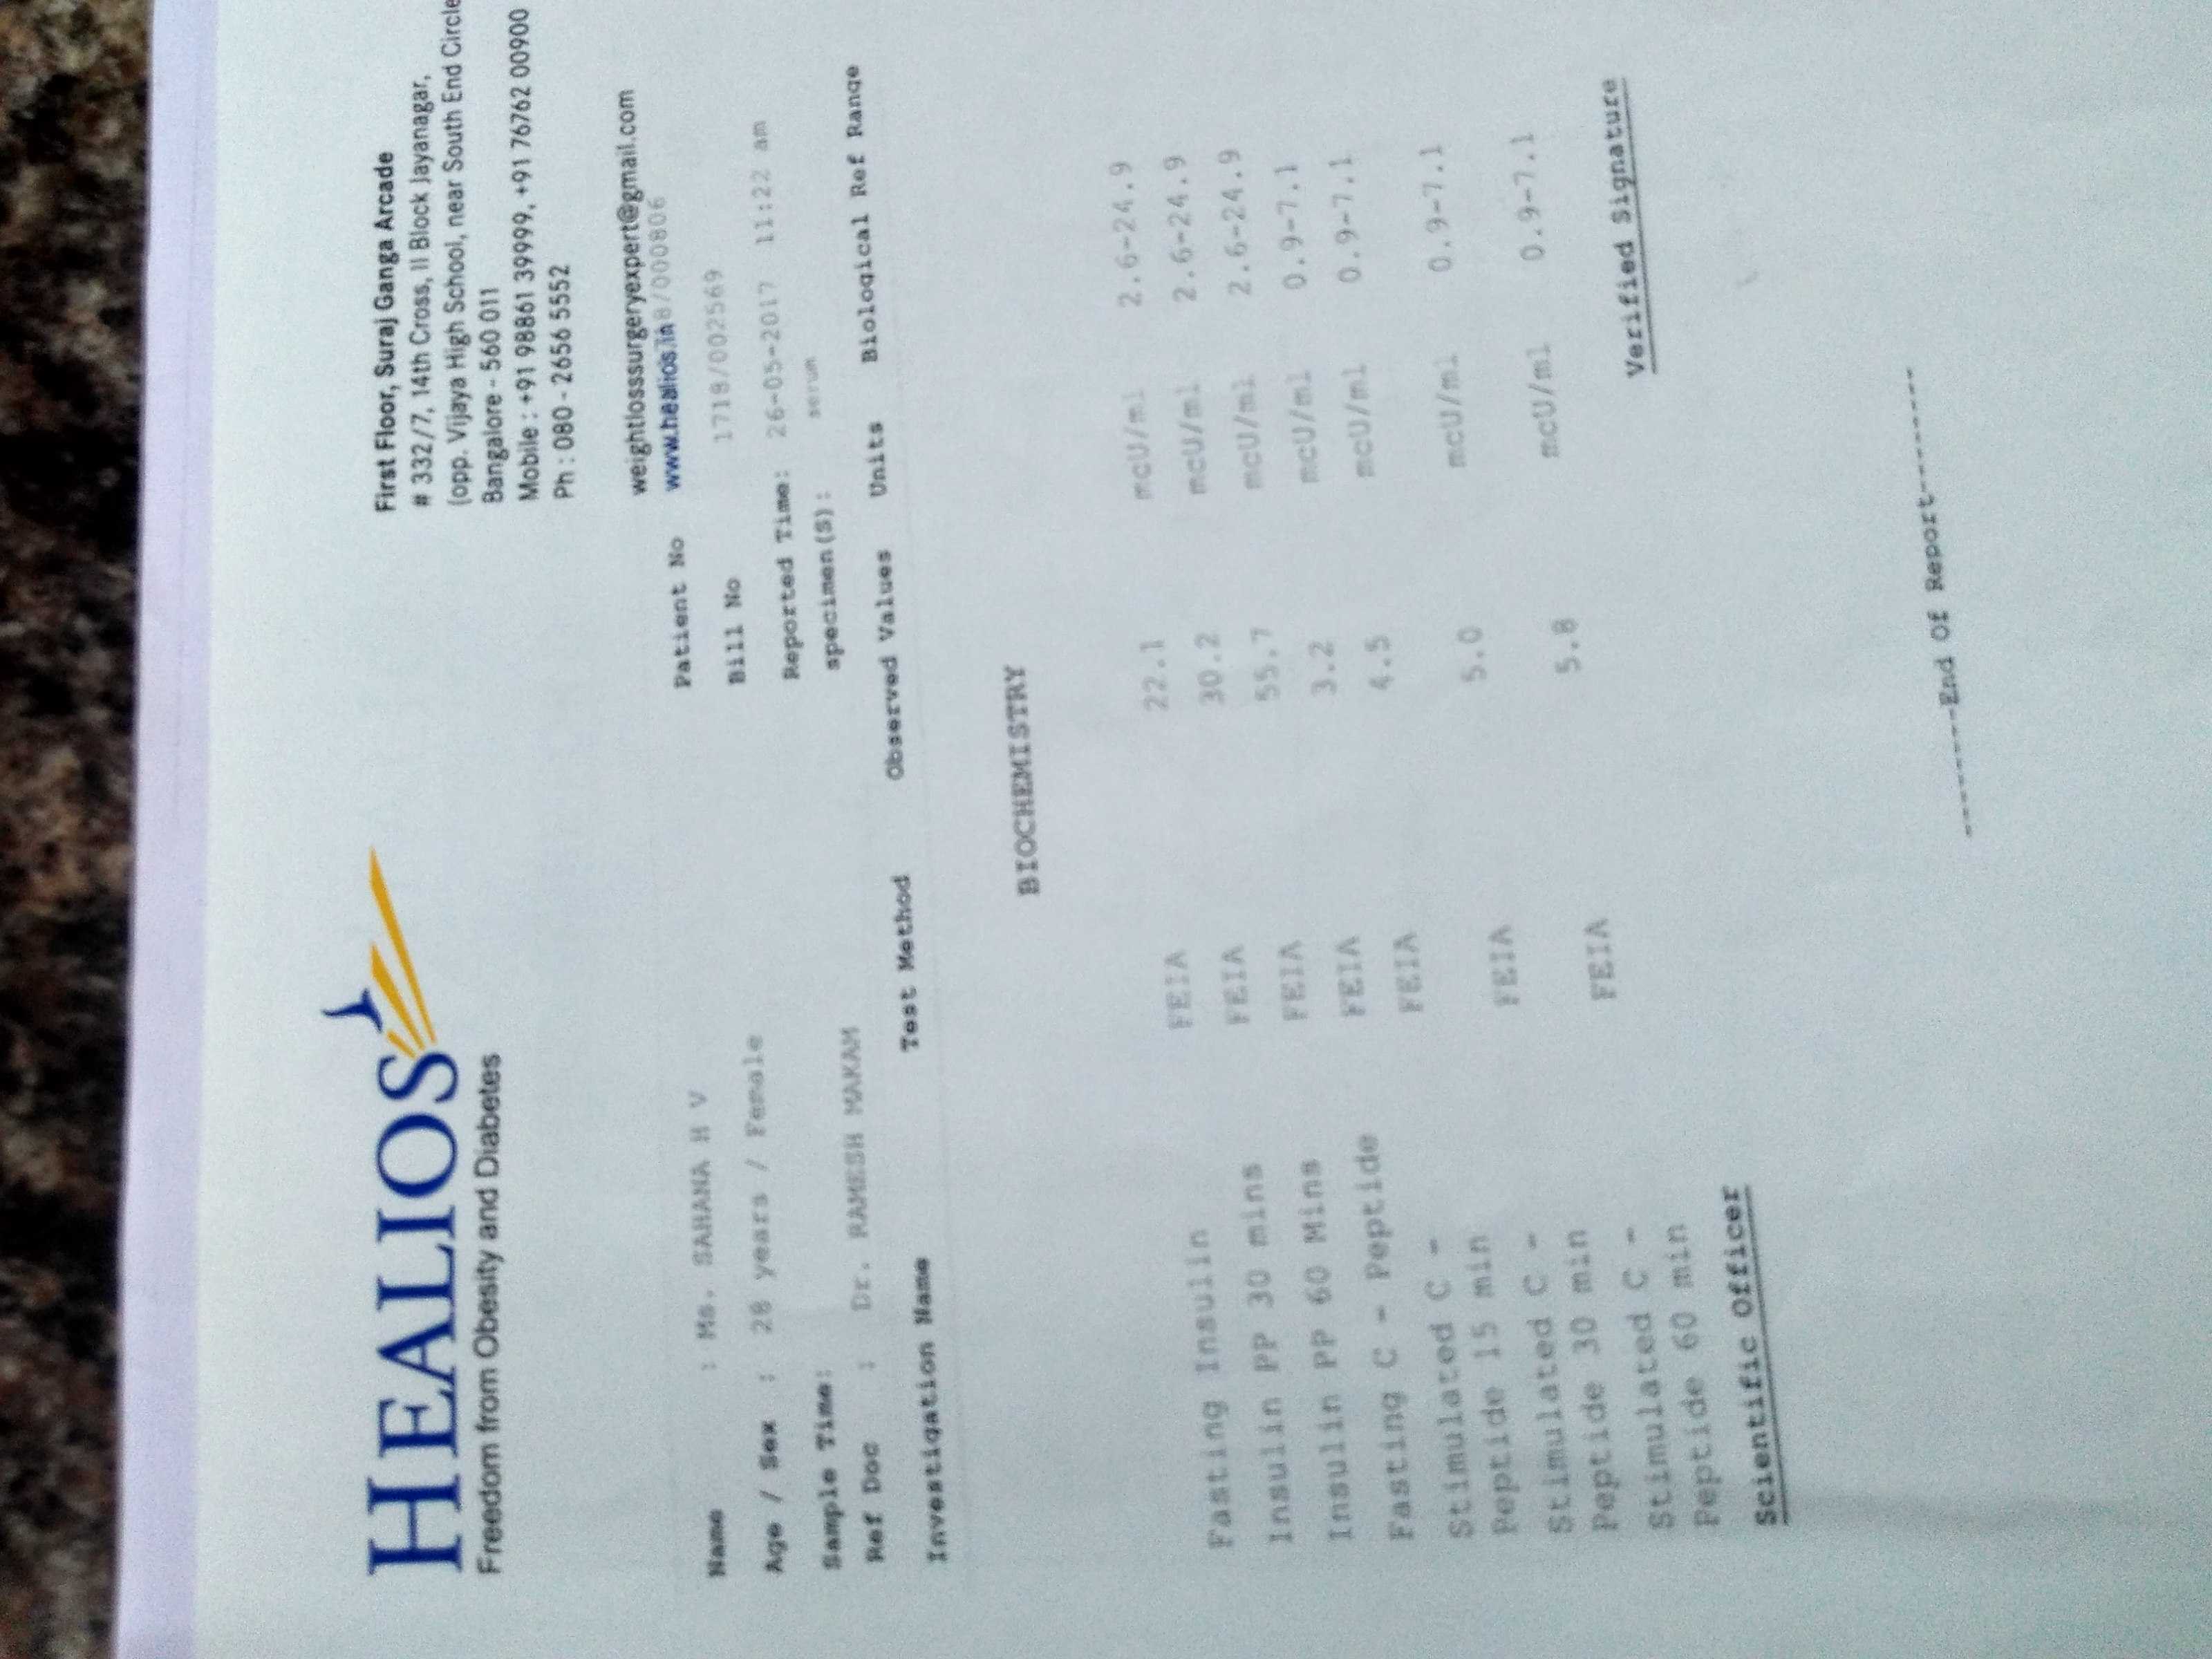 HEALIOS
Freedom from Obesity and Diabetes
First Floor, Suraj Ganga Arcade
# 332/7, 14th Cross, II Block Jayanagar,
(opp. Vijaya High School, near South End Circle
Bangalore - 560 011
Mobile : +91 98861 39999, +91 76762 00900
Ph : 080 - 2656 5552
weightlosssurgeryexpert@gmail.com
www.healios.in
Name : Ms. SAHANA H V Patient No 8/000806
Age / Sex : 28 years / Female Bill No 1718/0002569
Sample Time: Reported Time: 26-05-2017 11:22 am
Ref Doc : Dr. RAMESH MAKAM specimen(S): serum
Investigation Name Test Method Observed Values Units Biological Ref Range
BIOCHEMISTRY
Fasting Insulin FEIA 22.1 mcU/ml 2.6-24.9
Insulin PP 30 mins FEIA 30.2 mcU/ml 2.6-24.9
Insulin PP 60 Mins FEIA 55.7 mcU/ml 2.6-24.9
Fasting C - Peptide FEIA 3.2 mcU/ml 0.9-7.1
Stimulated C - FEIA 4.5 mcU/ml 0.9-7.1
Peptide 15 min
Stimulated C - FEIA 5.0 mcU/ml 0.9-7.1
Peptide 30 min
Stimulated C - FEIA 5.8 mcU/ml 0.9-7.1
Peptide 60 min
Scientific Officer Verified Signature
---------End Of Report--------